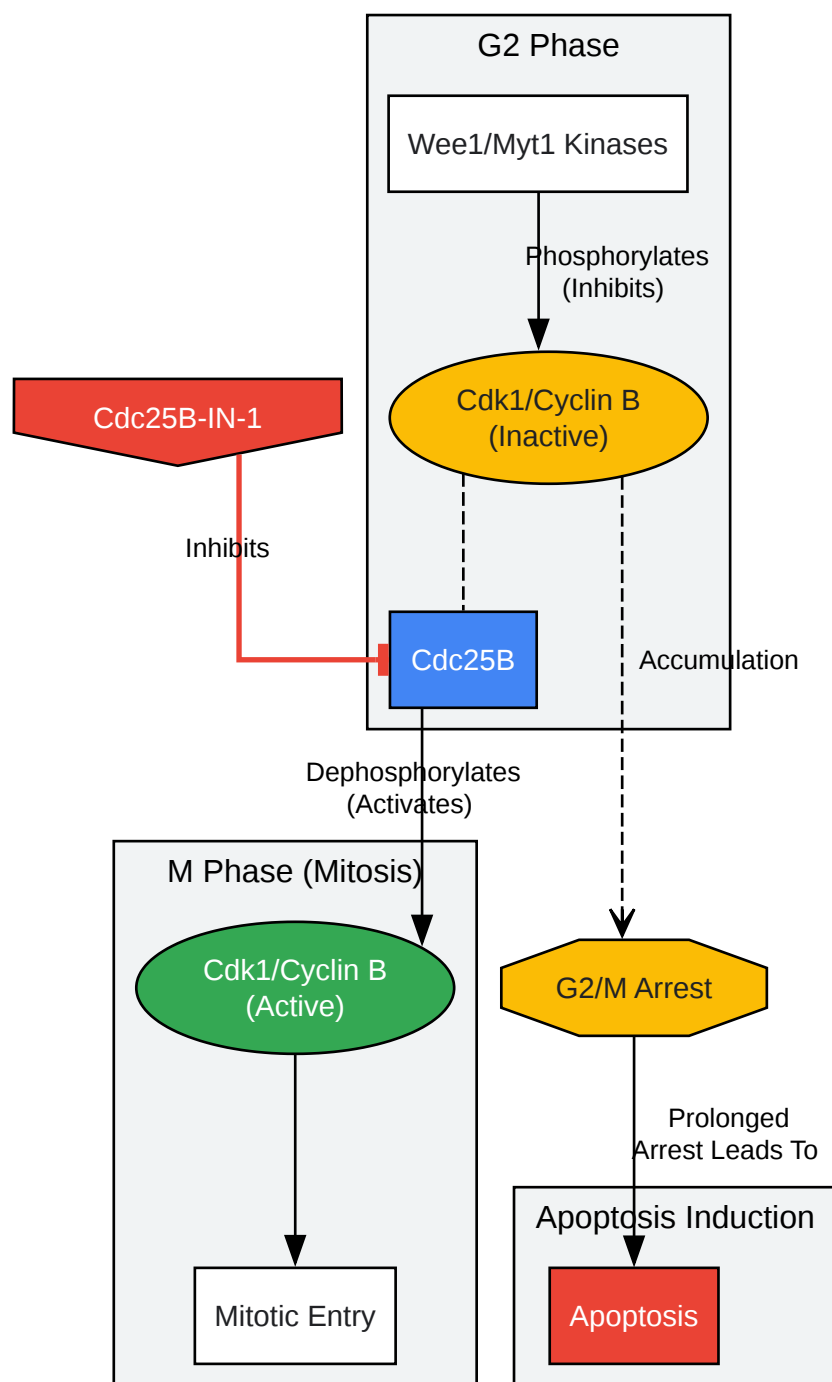 G2 Phase
Wee1/Myt1 Kinases
Phosphorylates
(Inhibits)
Cdc25B-IN-1
Cdk1/Cyclin B
(Inactive)
Inhibits
Cdc25B
Accumulation
Dephosphorylates
(Activates)
M Phase (Mitosis)
Cdk1/Cyclin B
(Active)
G2/M Arrest
Prolonged
Arrest Leads To
Apoptosis Induction
Mitotic Entry
Apoptosis